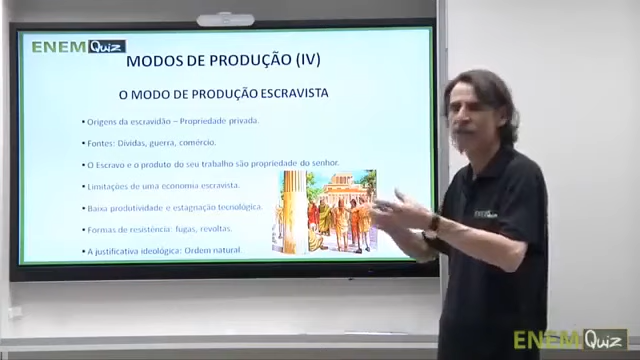 ENEM Quiz
MODOS DE PRODUÇÃO (IV)
O MODO DE PRODUÇÃO ESCRAVISTA
• Origens da escravidão – Propriedade privada.
• Fontes: Dívidas, guerra, comércio.
• O Escravo e o produto do seu trabalho são propriedade do senhor.
• Limitações de uma economia escravista.
• Baixa produtividade e estagnação tecnológica.
• Formas de resistência: fugas, revoltas.
• A justificativa ideológica: Ordem natural.
ENEM
ENEM Quiz